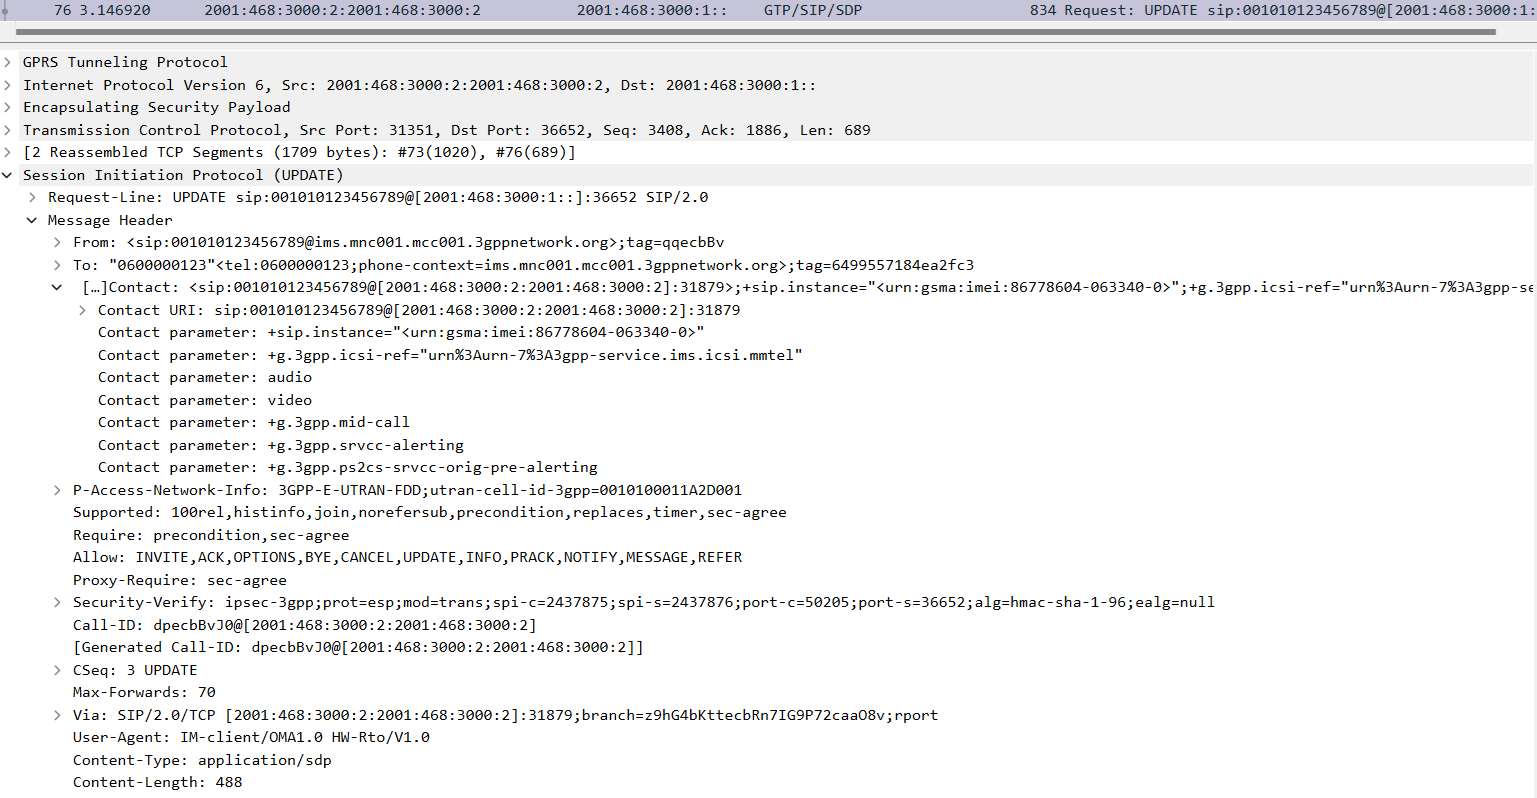 76 3.146920 2001:468:3000:2:2001:468:3000:2 2001:468:3000:1:: GTP/SIP/SDP 834 Request: UPDATE sip:001010123456789@[2001:468:3000:1:
GPRS Tunneling Protocol
Internet Protocol Version 6, Src: 2001:468:3000:2:2001:468:3000:2, Dst: 2001:468:3000:1::
Encapsulating Security Payload
Transmission Control Protocol, Src Port: 31351, Dst Port: 36652, Seq: 3408, Ack: 1886, Len: 689
[2 Reassembled TCP Segments (1709 bytes): #73(1020), #76(689)]
Session Initiation Protocol (UPDATE)
Request-Line: UPDATE sip:001010123456789@[2001:468:3000:1::]:36652 SIP/2.0
Message Header
From: <sip:001010123456789@ims.mnc001.mcc001.3gppnetwork.org>;tag=qqecbBv
To: "0600000123"<tel:0600000123;phone-context=ims.mnc001.mcc001.3gppnetwork.org>;tag=6499557184ea2fc3
[…]Contact: <sip:001010123456789@[2001:468:3000:2:2001:468:3000:2]:31879>;+sip.instance="<urn:gsma:imei:86778604-063340-0>";+g.3gpp.icsi-ref="urn%3Aurn-7%3A3gpp-se
Contact URI: sip:001010123456789@[2001:468:3000:2:2001:468:3000:2]:31879
Contact parameter: +sip.instance="<urn:gsma:imei:86778604-063340-0>"
Contact parameter: +g.3gpp.icsi-ref="urn%3Aurn-7%3A3gpp-service.ims.icsi.mmtel"
Contact parameter: audio
Contact parameter: video
Contact parameter: +g.3gpp.mid-call
Contact parameter: +g.3gpp.srvcc-alerting
Contact parameter: +g.3gpp.ps2cs-srvcc-orig-pre-alerting
P-Access-Network-Info: 3GPP-E-UTRAN-FDD;utran-cell-id-3gpp=0010100011A2D001
Supported: 100rel,histinfo,join,norefersub,precondition,replaces,timer,sec-agree
Require: precondition,sec-agree
Allow: INVITE,ACK,OPTIONS,BYE,CANCEL,UPDATE,INFO,PRACK,NOTIFY,MESSAGE,REFER
Proxy-Require: sec-agree
Security-Verify: ipsec-3gpp;prot=esp;mod=trans;spi-c=2437875;spi-s=2437876;port-c=50205;port-s=36652;alg=hmac-sha-1-96;ealg=null
Call-ID: dpecbBvJ0@[2001:468:3000:2:2001:468:3000:2]
[Generated Call-ID: dpecbBvJ0@[2001:468:3000:2:2001:468:3000:2]]
CSeq: 3 UPDATE
Max-Forwards: 70
Via: SIP/2.0/TCP [2001:468:3000:2:2001:468:3000:2]:31879;branch=z9hG4bKttecbRn7IG9P72caaO8v;rport
User-Agent: IM-client/OMA1.0 HW-Rto/V1.0
Content-Type: application/sdp
Content-Length: 488